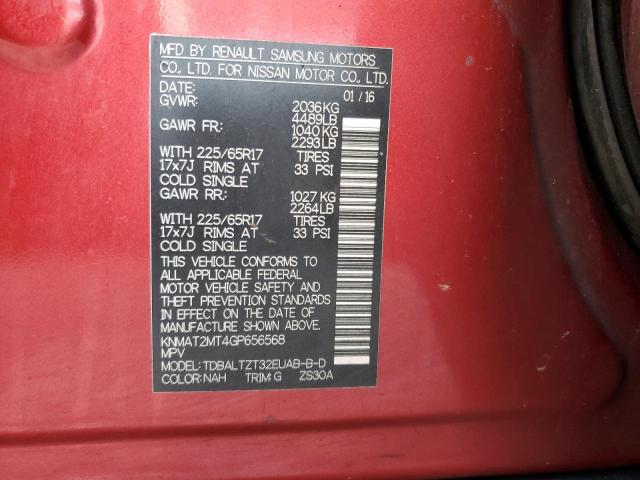 MFD BY RENAULT SAMSUNG MOTORS
CO., LTD. FOR NISSAN MOTOR CO., LTD.
DATE: 01/16
GVWR: 2036KG
4489LB
GAWR FR: 1040KG
2293LB
WITH 225/65R17 TIRES
17x7J RIMS AT 33 PSI
COLD SINGLE
GAWR RR: 1027 KG
2264LB
WITH 225/65R17 TIRES
17x7J RIMS AT 33 PSI
COLD SINGLE
THIS VEHICLE CONFORMS TO
ALL APPLICABLE FEDERAL
MOTOR VEHICLE SAFETY AND
THEFT PREVENTION STANDARDS
IN EFFECT ON THE DATE OF
MANUFACTURE SHOWN ABOVE.
KNMAT2MT4GP656568
MPV
MODEL: TDBALTZT32EUAB-B-D
COLOR: NAH TRIM: G ZS30A